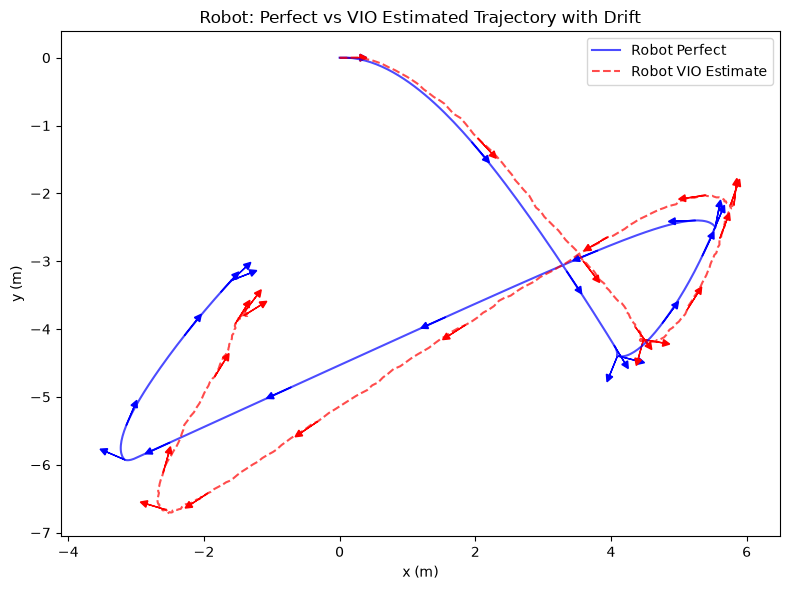 Robot: Perfect vs VIO Estimated Trajectory with Drift
Robot Perfect
Robot VIO Estimate
0
−1
−2
−3
−4
−5
−6
−7
y (m)
−4
−2
0
2
4
6
x (m)